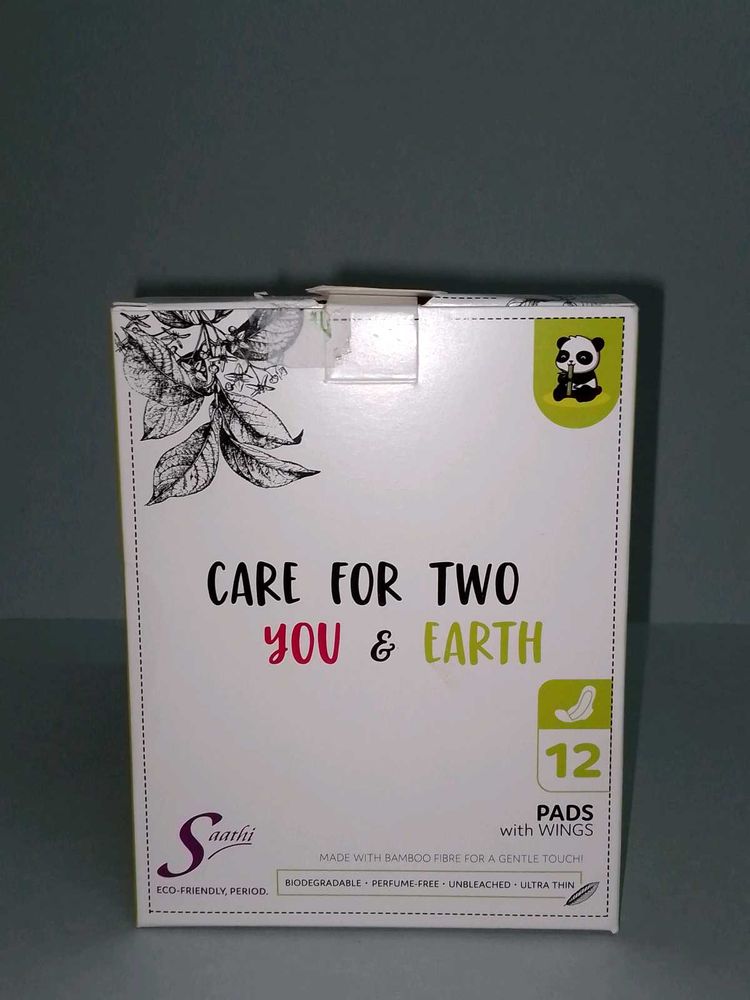 CARE FOR TWO
YOU & EARTH
12
PADS
with WINGS
Saathi
ECO-FRIENDLY, PERIOD.
MADE WITH BAMBOO FIBRE FOR A GENTLE TOUCH!
BIODEGRADABLE • PERFUME-FREE • UNBLEACHED • ULTRA THIN